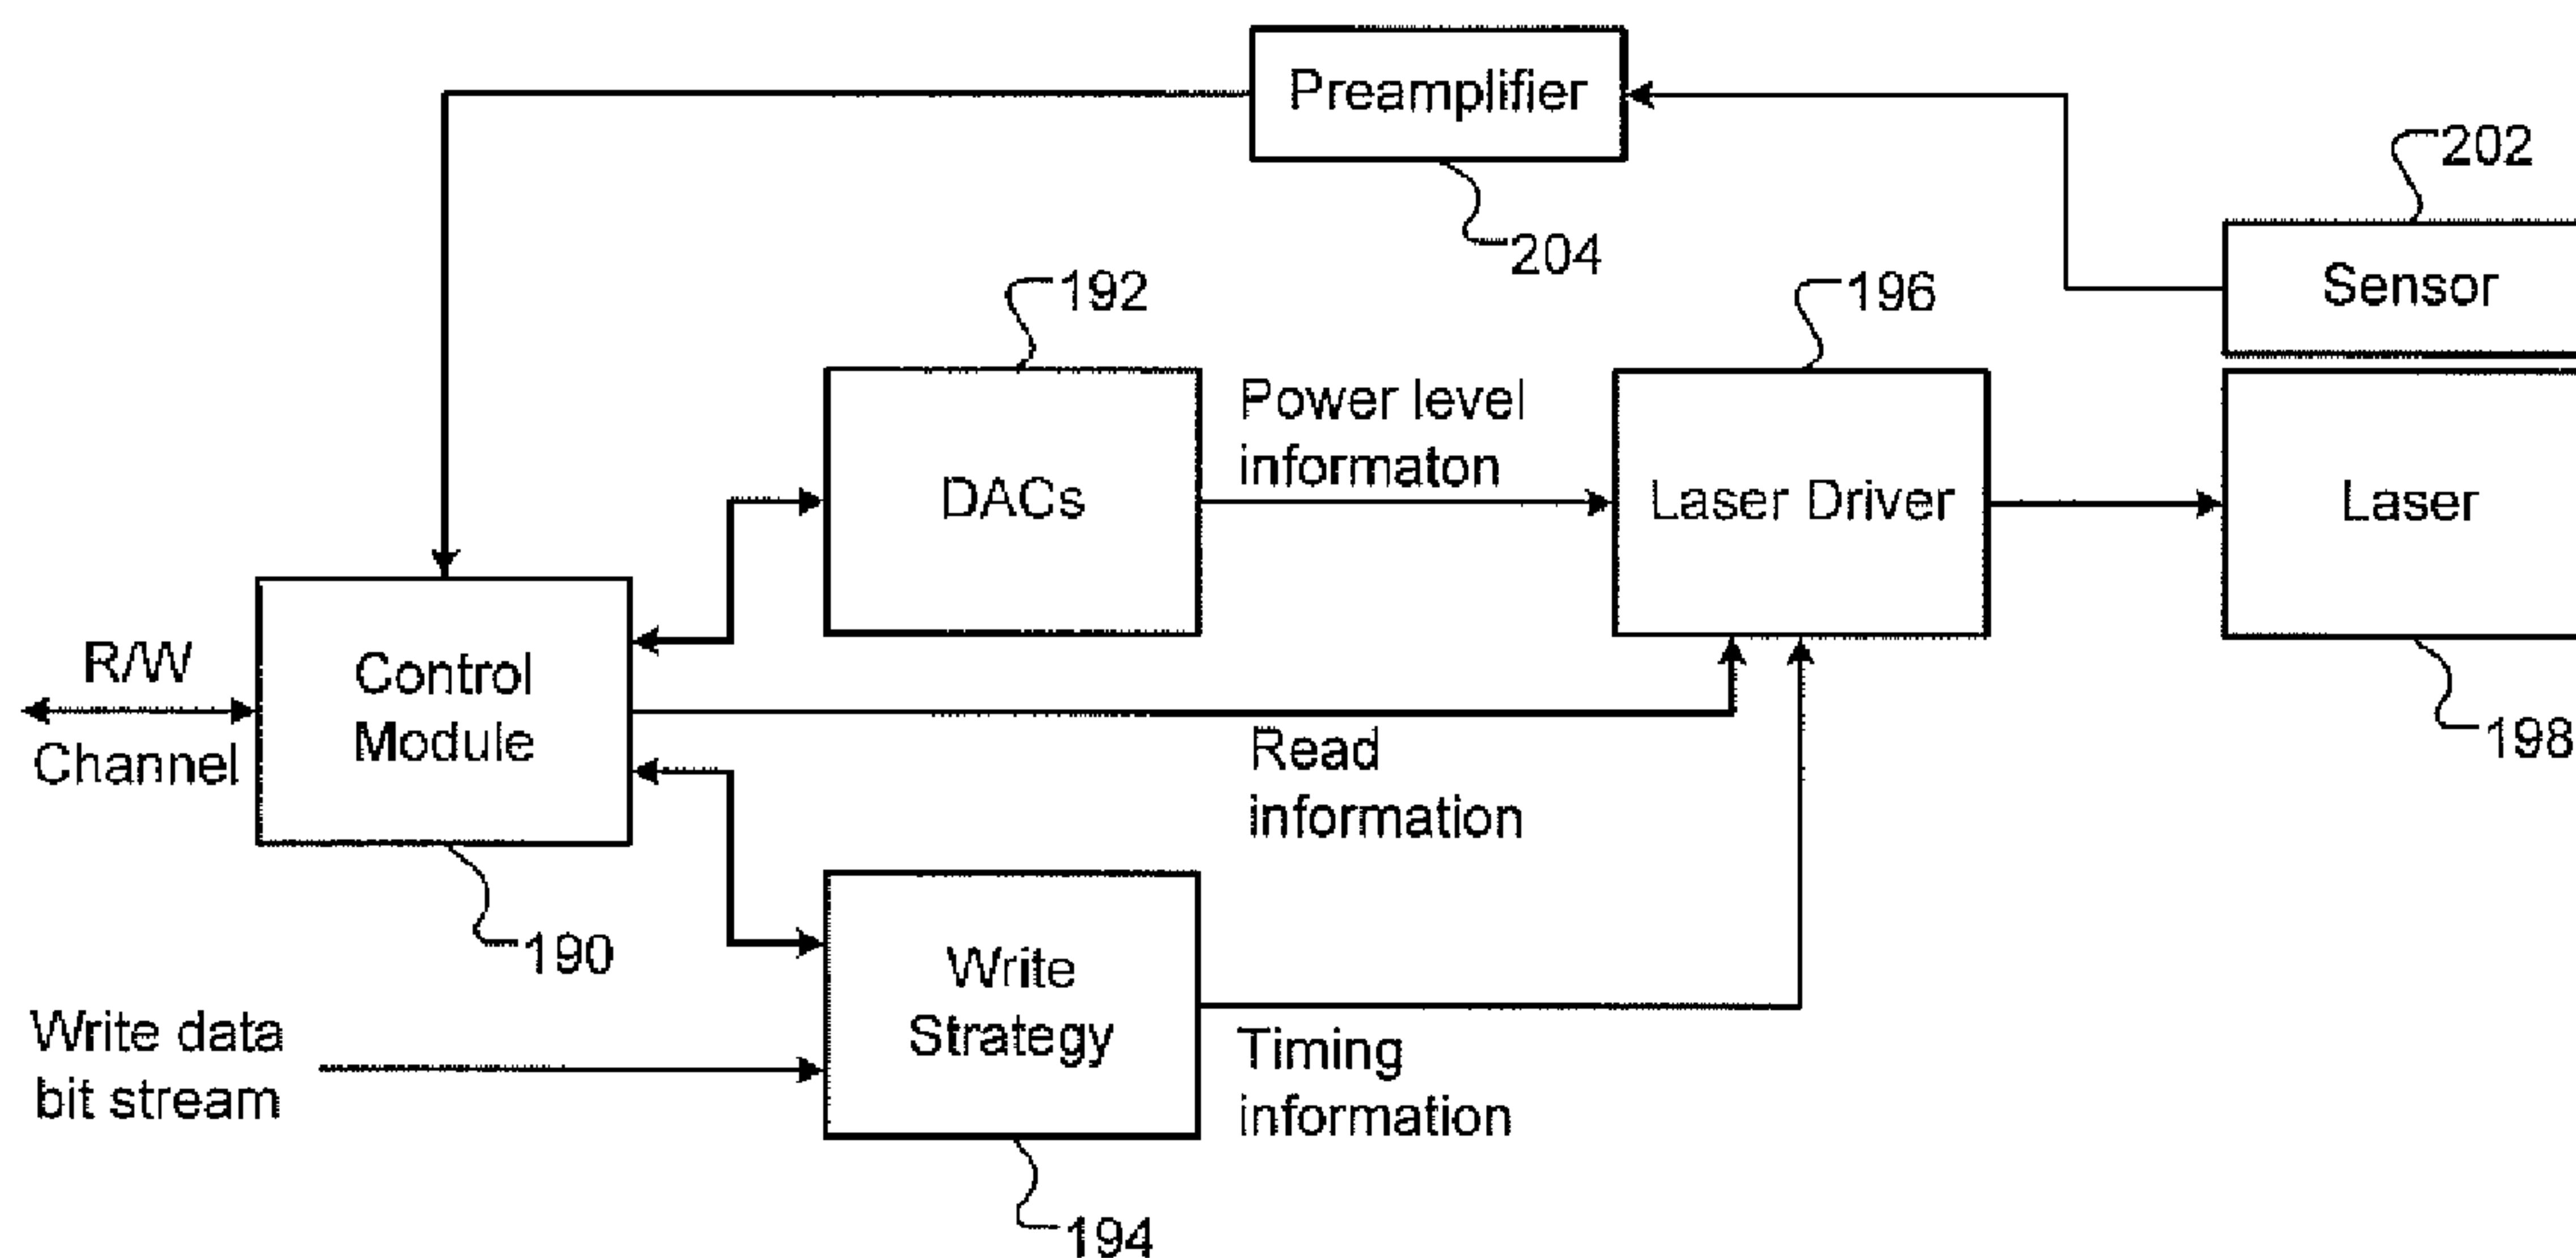 Preamplifier
204
202
Sensor
192
196
DACs
Power level
informaton
Laser Driver
Laser
198
R/W
Channel
Control
Module
190
Read
information
Write data
bit stream
Write
Strategy
194
Timing
information